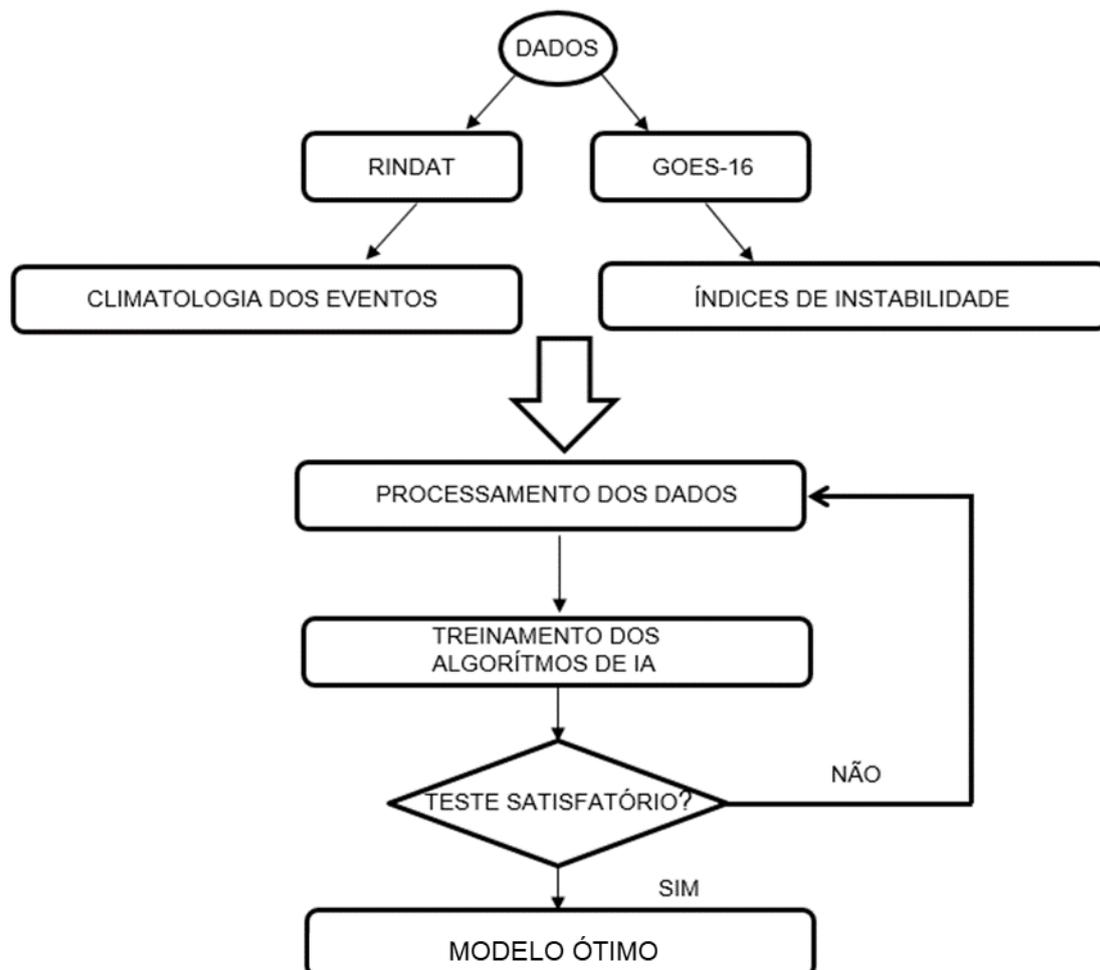 DADOS
RINDAT
GOES-16
CLIMATOLOGIA DOS EVENTOS
ÍNDICES DE INSTABILIDADE
PROCESSAMENTO DOS DADOS
TREINAMENTO DOS
ALGORÍTMOS DE IA
NÃO
TESTE SATISFATÓRIO?
SIM
MODELO ÓTIMO